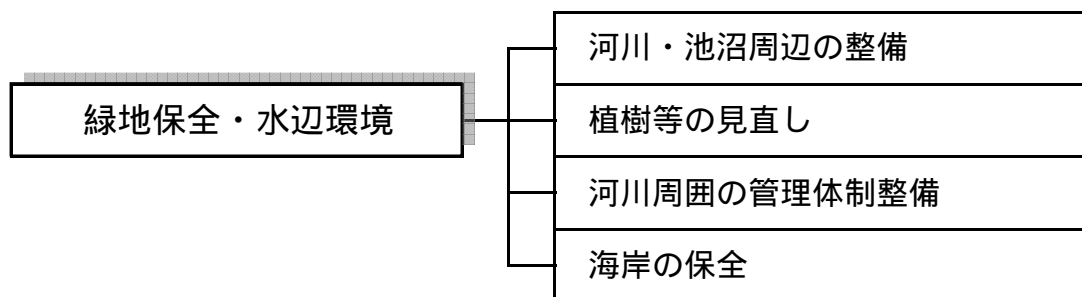 緑地保全・水辺環境
河川・池沼周辺の整備
植樹等の見直し
河川周囲の管理体制整備
海岸の保全